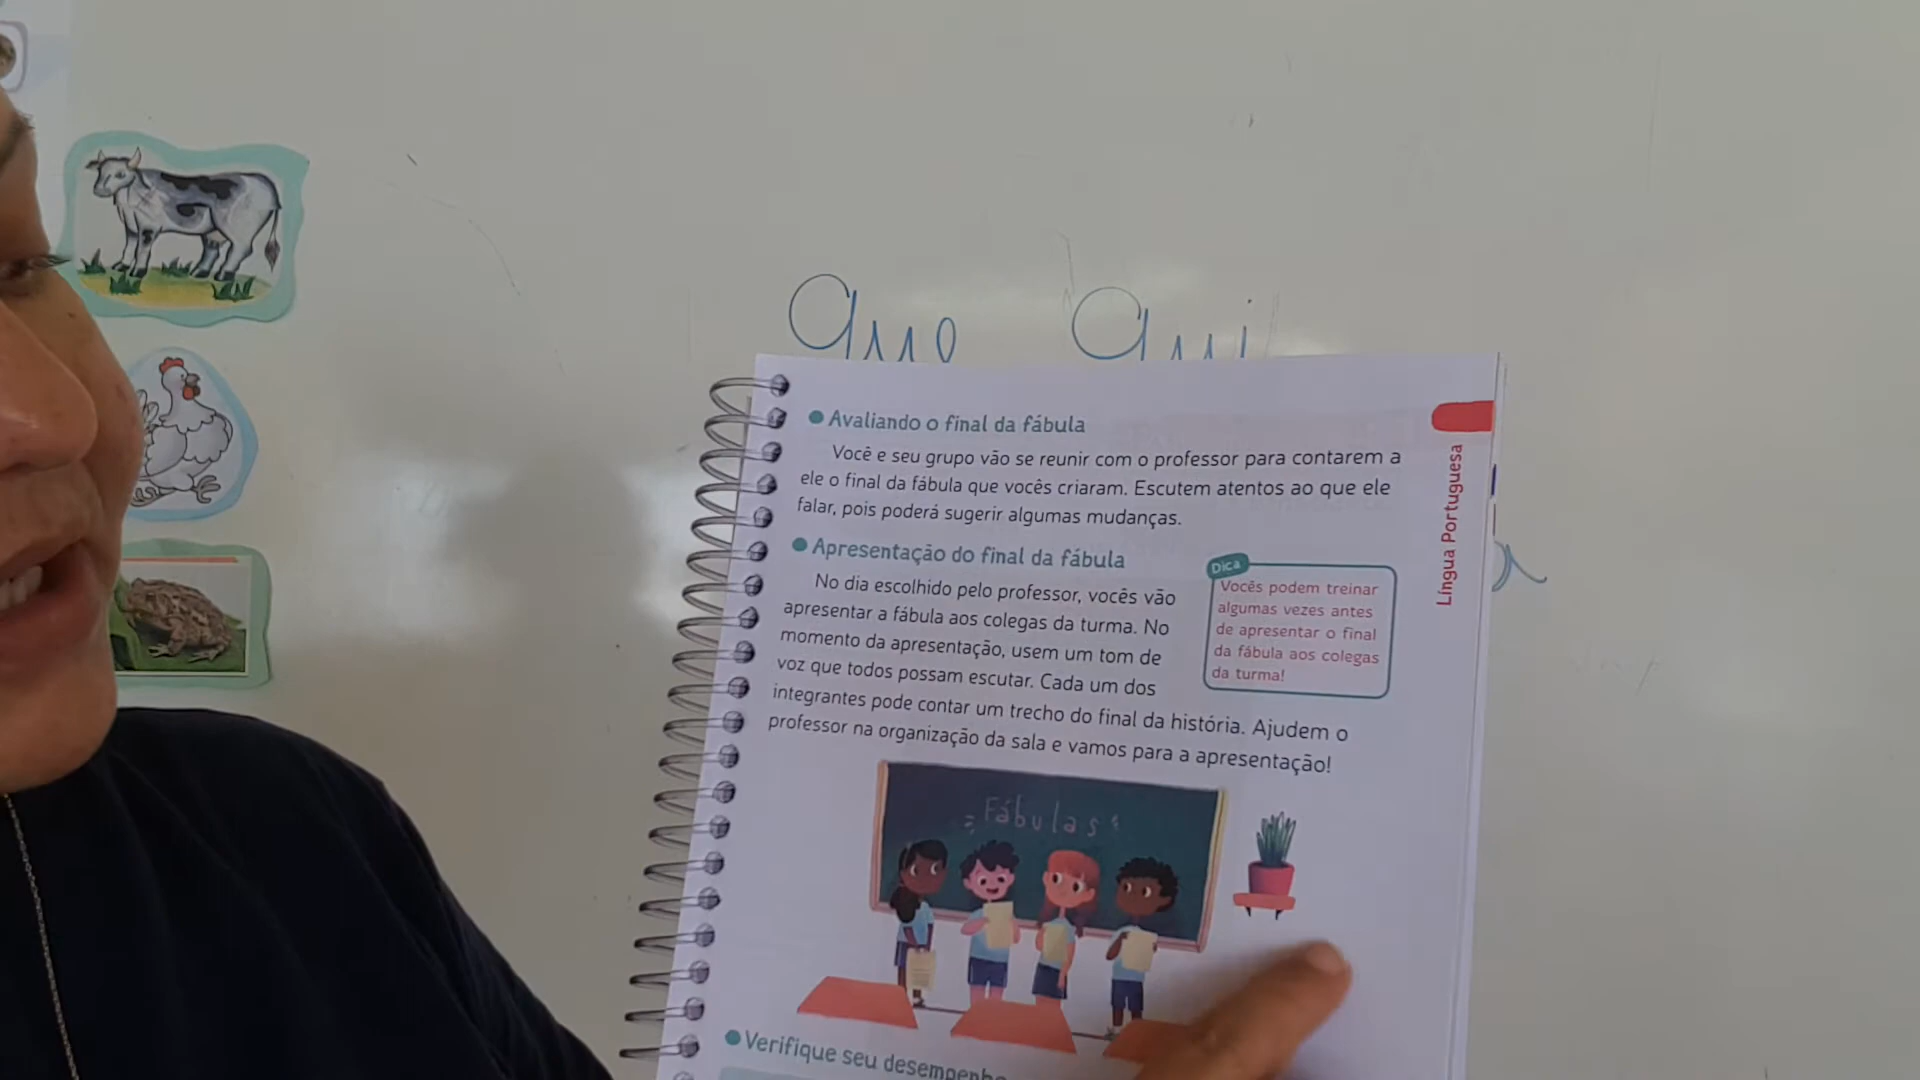 Que Qui
Avaliando o final da fábula
Você e seu grupo vão se reunir com o professor para contarem a
ele o final da fábula que vocês criaram. Escutem atentos ao que ele
falar, pois poderá sugerir algumas mudanças.
Apresentação do final da fábula
No dia escolhido pelo professor, vocês vão
apresentar a fábula aos colegas da turma. No
momento da apresentação, usem um tom de
voz que todos possam escutar. Cada um dos
integrantes pode contar um trecho do final da história. Ajudem o
professor na organização da sala e vamos para a apresentação!
Dica
Vocês podem treinar
algumas vezes antes
de apresentar o final
da fábula aos colegas
da turma!
Língua Portuguesa
Fábulas
Verifique seu desempenho